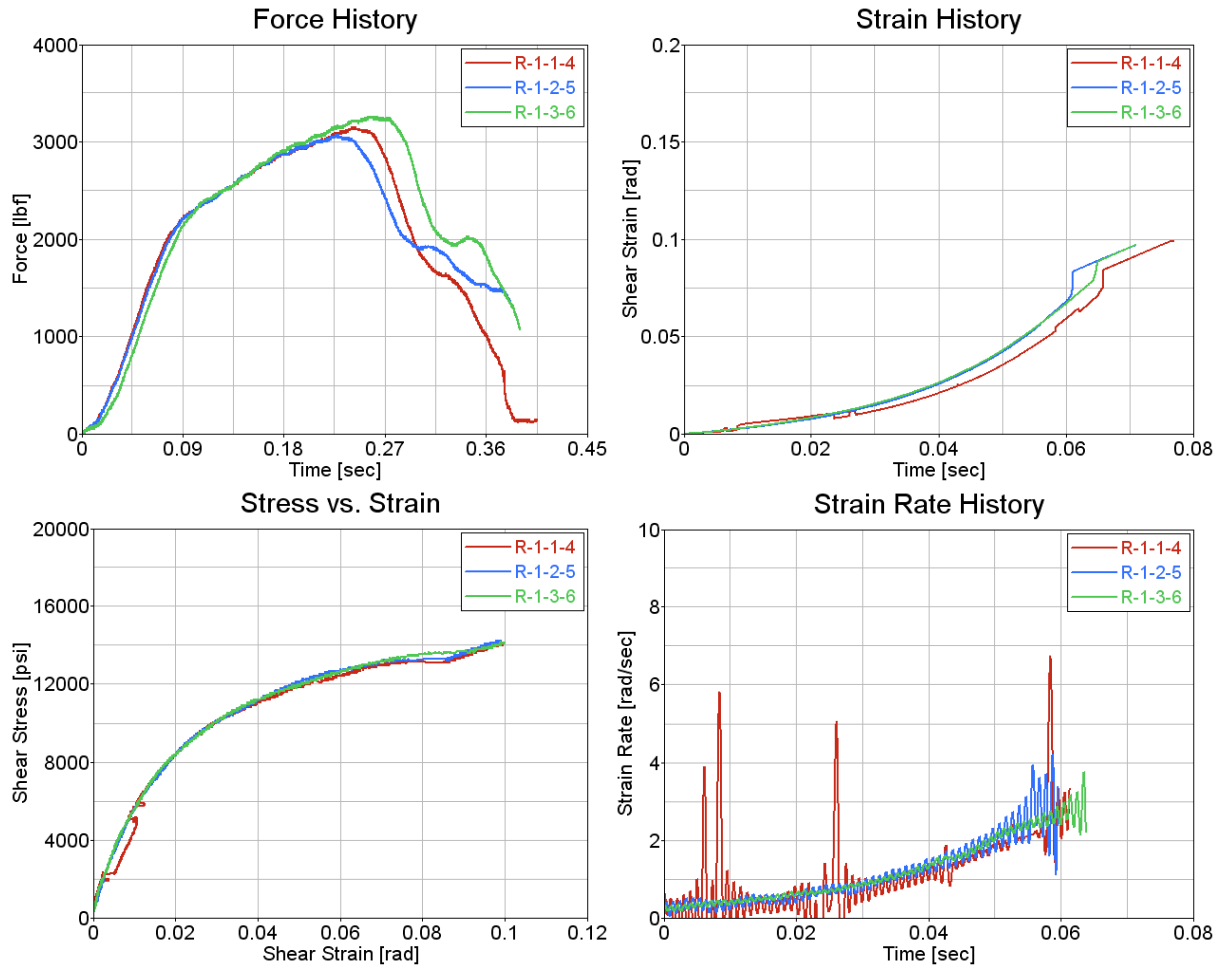 Force History
4000
3000
2000
1000
0
Force [lbf]
R-1-1-4
R-1-2-5
R-1-3-6
0 0.09 0.18 0.27 0.36 0.45
Time [sec]
Strain History
0.2
0.15
0.1
0.05
0
Shear Strain [rad]
R-1-1-4
R-1-2-5
R-1-3-6
0 0.02 0.04 0.06 0.08
Time [sec]
Stress vs. Strain
20000
16000
12000
8000
4000
0
Shear Stress [psi]
R-1-1-4
R-1-2-5
R-1-3-6
0 0.02 0.04 0.06 0.08 0.1 0.12
Shear Strain [rad]
Strain Rate History
10
8
6
4
2
0
Strain Rate [rad/sec]
R-1-1-4
R-1-2-5
R-1-3-6
0 0.02 0.04 0.06 0.08
Time [sec]